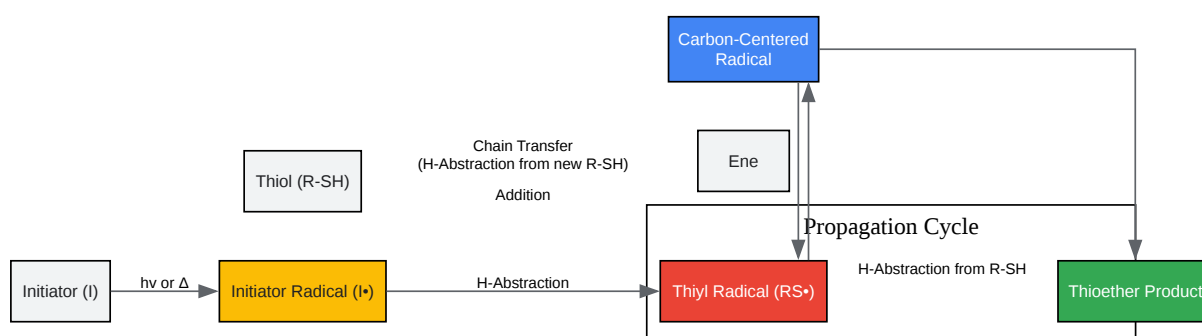 Carbon-Centered
Radical
Chain Transfer
(H-Abstraction from new R-SH)
Ene
Thiol (R-SH)
Addition
Propagation Cycle
H-Abstraction from R-SH
Initiator (I)
hν or Δ
Initiator Radical (I•)
H-Abstraction
Thiyl Radical (RS•)
Thioether Product